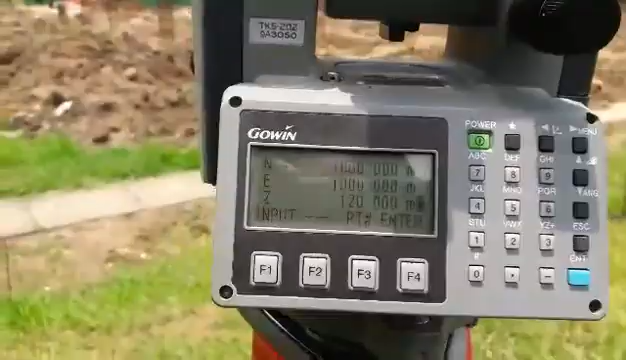 TKS-202
GOWIN
N 1000.000 m
E 1000.000 m
Z 120.000 m
INPUT --- PT# ENTER
F1 F2 F3 F4
POWER ★ MENU
ABC DEF GHI
7 8 9
JKL MNO PQR ANG
4 5 6
STU VWX YZ+ ESC
1 2 3
ENT
0 . -